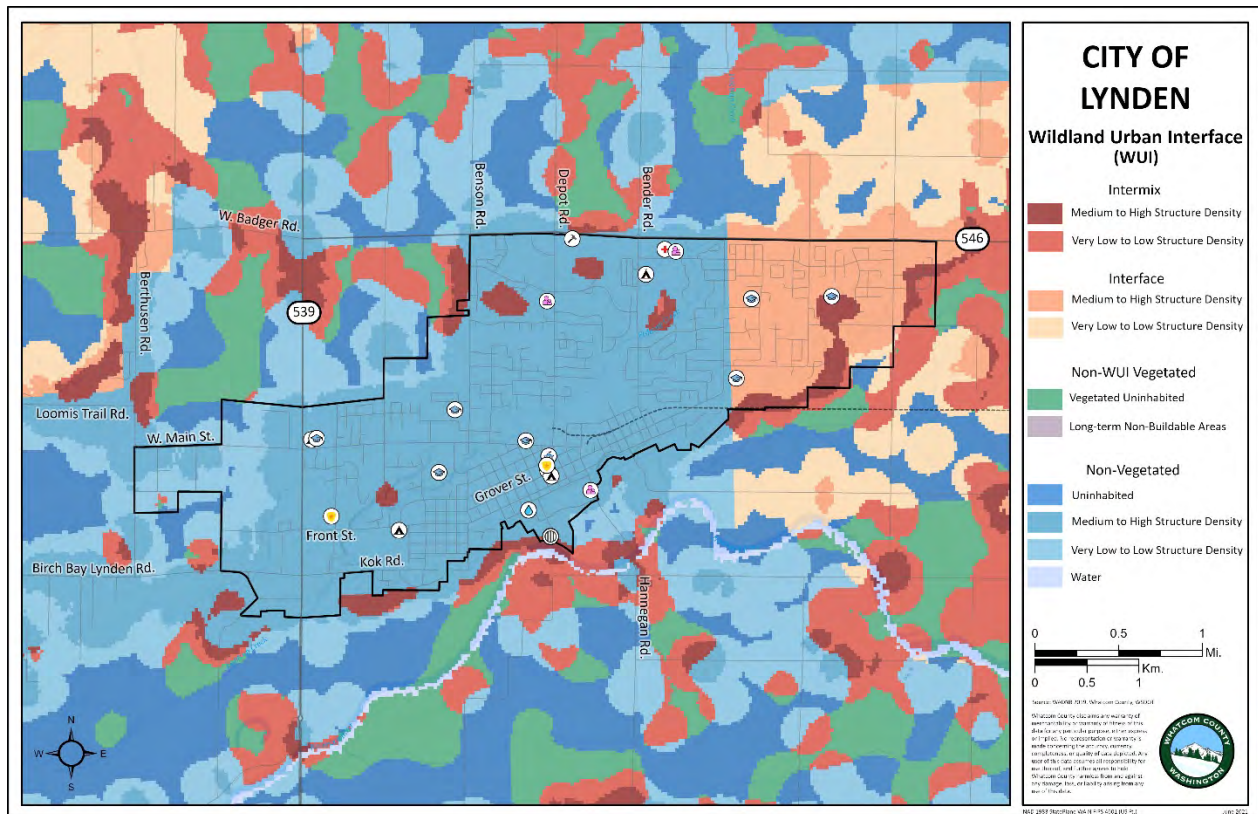 CITY OF
LYNDEN
Wildland Urban Interface
(WUI)
Intermix
Medium to High Structure Density
Very Low to Low Structure Density
Interface
Medium to High Structure Density
Very Low to Low Structure Density
Non-WUI Vegetated
Vegetated Uninhabited
Long-term Non-Buildable Areas
Non-Vegetated
Uninhabited
Medium to High Structure Density
Very Low to Low Structure Density
Water
0 0.5 1
Mi.
Km.
0 0.5 1
WHATCOM COUNTY
WASHINGTON
June 2021
Benson Rd.
Depot Rd.
Bender Rd.
W. Badger Rd.
546
Berthusen Rd.
539
Loomis Trail Rd.
W. Main St.
Grover St.
Front St.
Kok Rd.
Birch Bay Lynden Rd.
Hannegan Rd.
N
W E
S